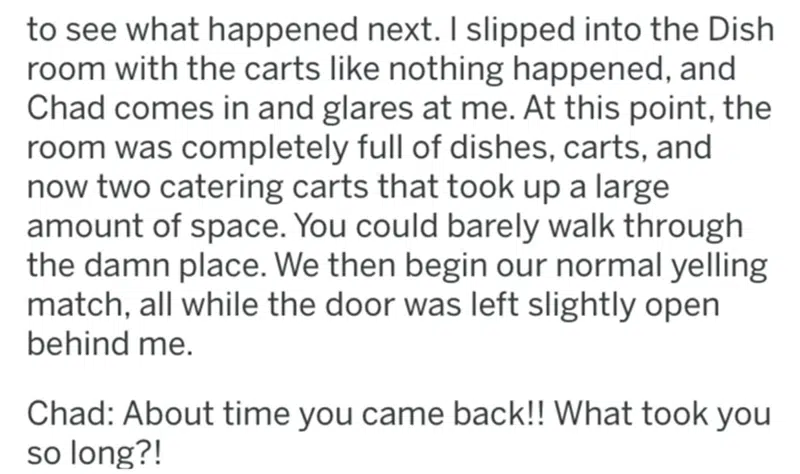 to see what happened next. I slipped into the Dish
room with the carts like nothing happened, and
Chad comes in and glares at me. At this point, the
room was completely full of dishes, carts, and
now two catering carts that took up a large
amount of space. You could barely walk through
the damn place. We then begin our normal yelling
match, all while the door was left slightly open
behind me.
Chad: About time you came back!! What took you
so long?!